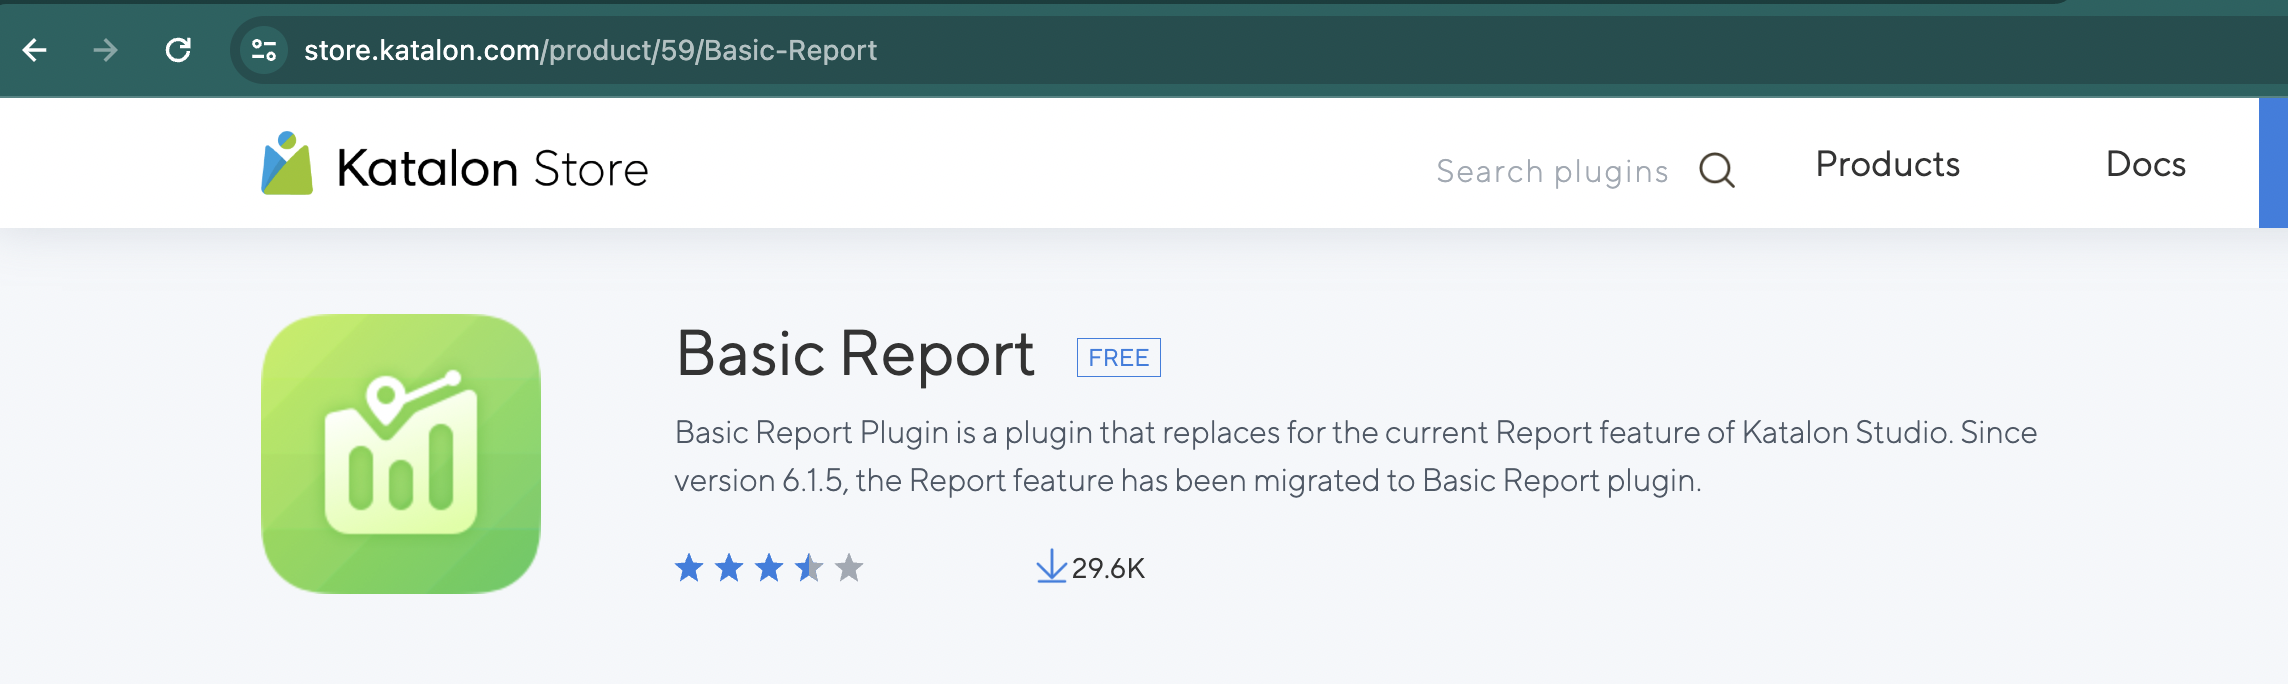 store.katalon.com/product/59/Basic-Report
Katalon Store
Search plugins
Products
Docs
Basic Report
FREE
Basic Report Plugin is a plugin that replaces for the current Report feature of Katalon Studio. Since
version 6.1.5, the Report feature has been migrated to Basic Report plugin.
29.6K